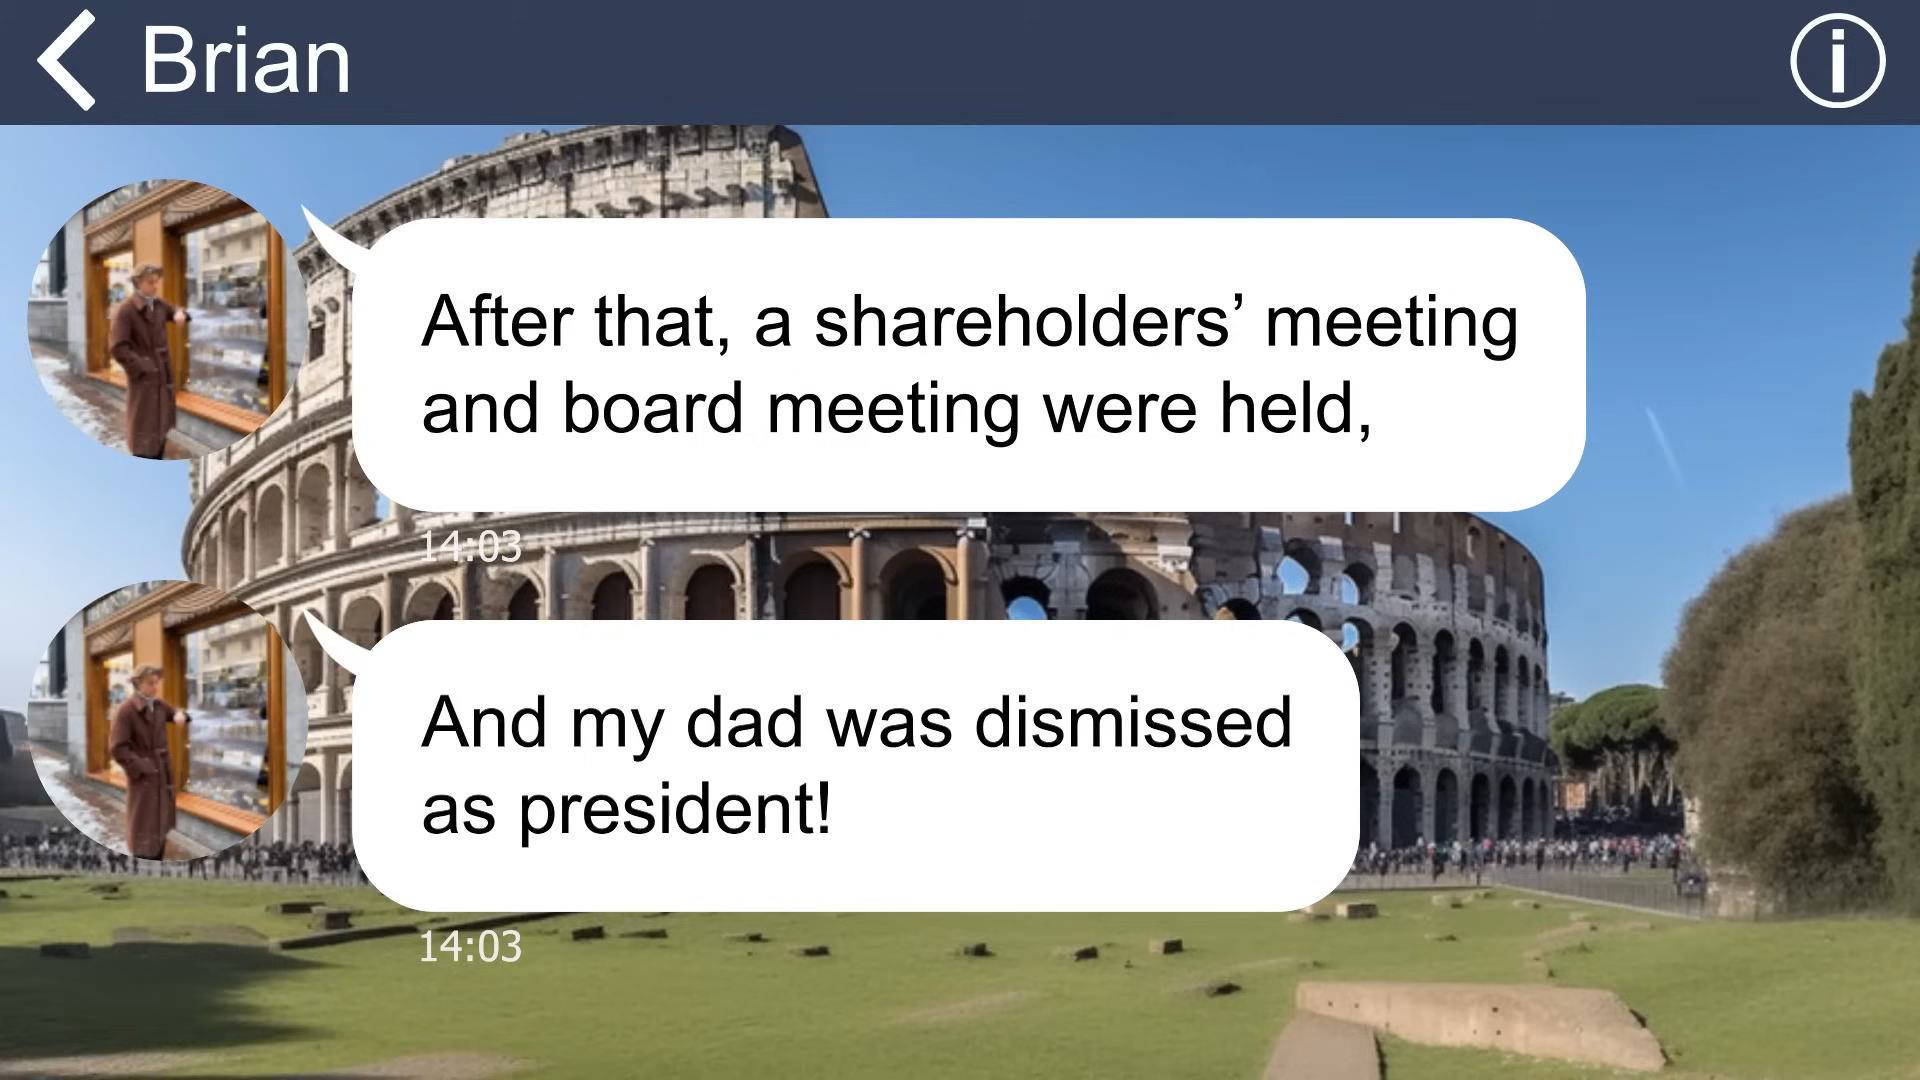 Brian
After that, a shareholders’ meeting
and board meeting were held,
14:03
And my dad was dismissed
as president!
14:03